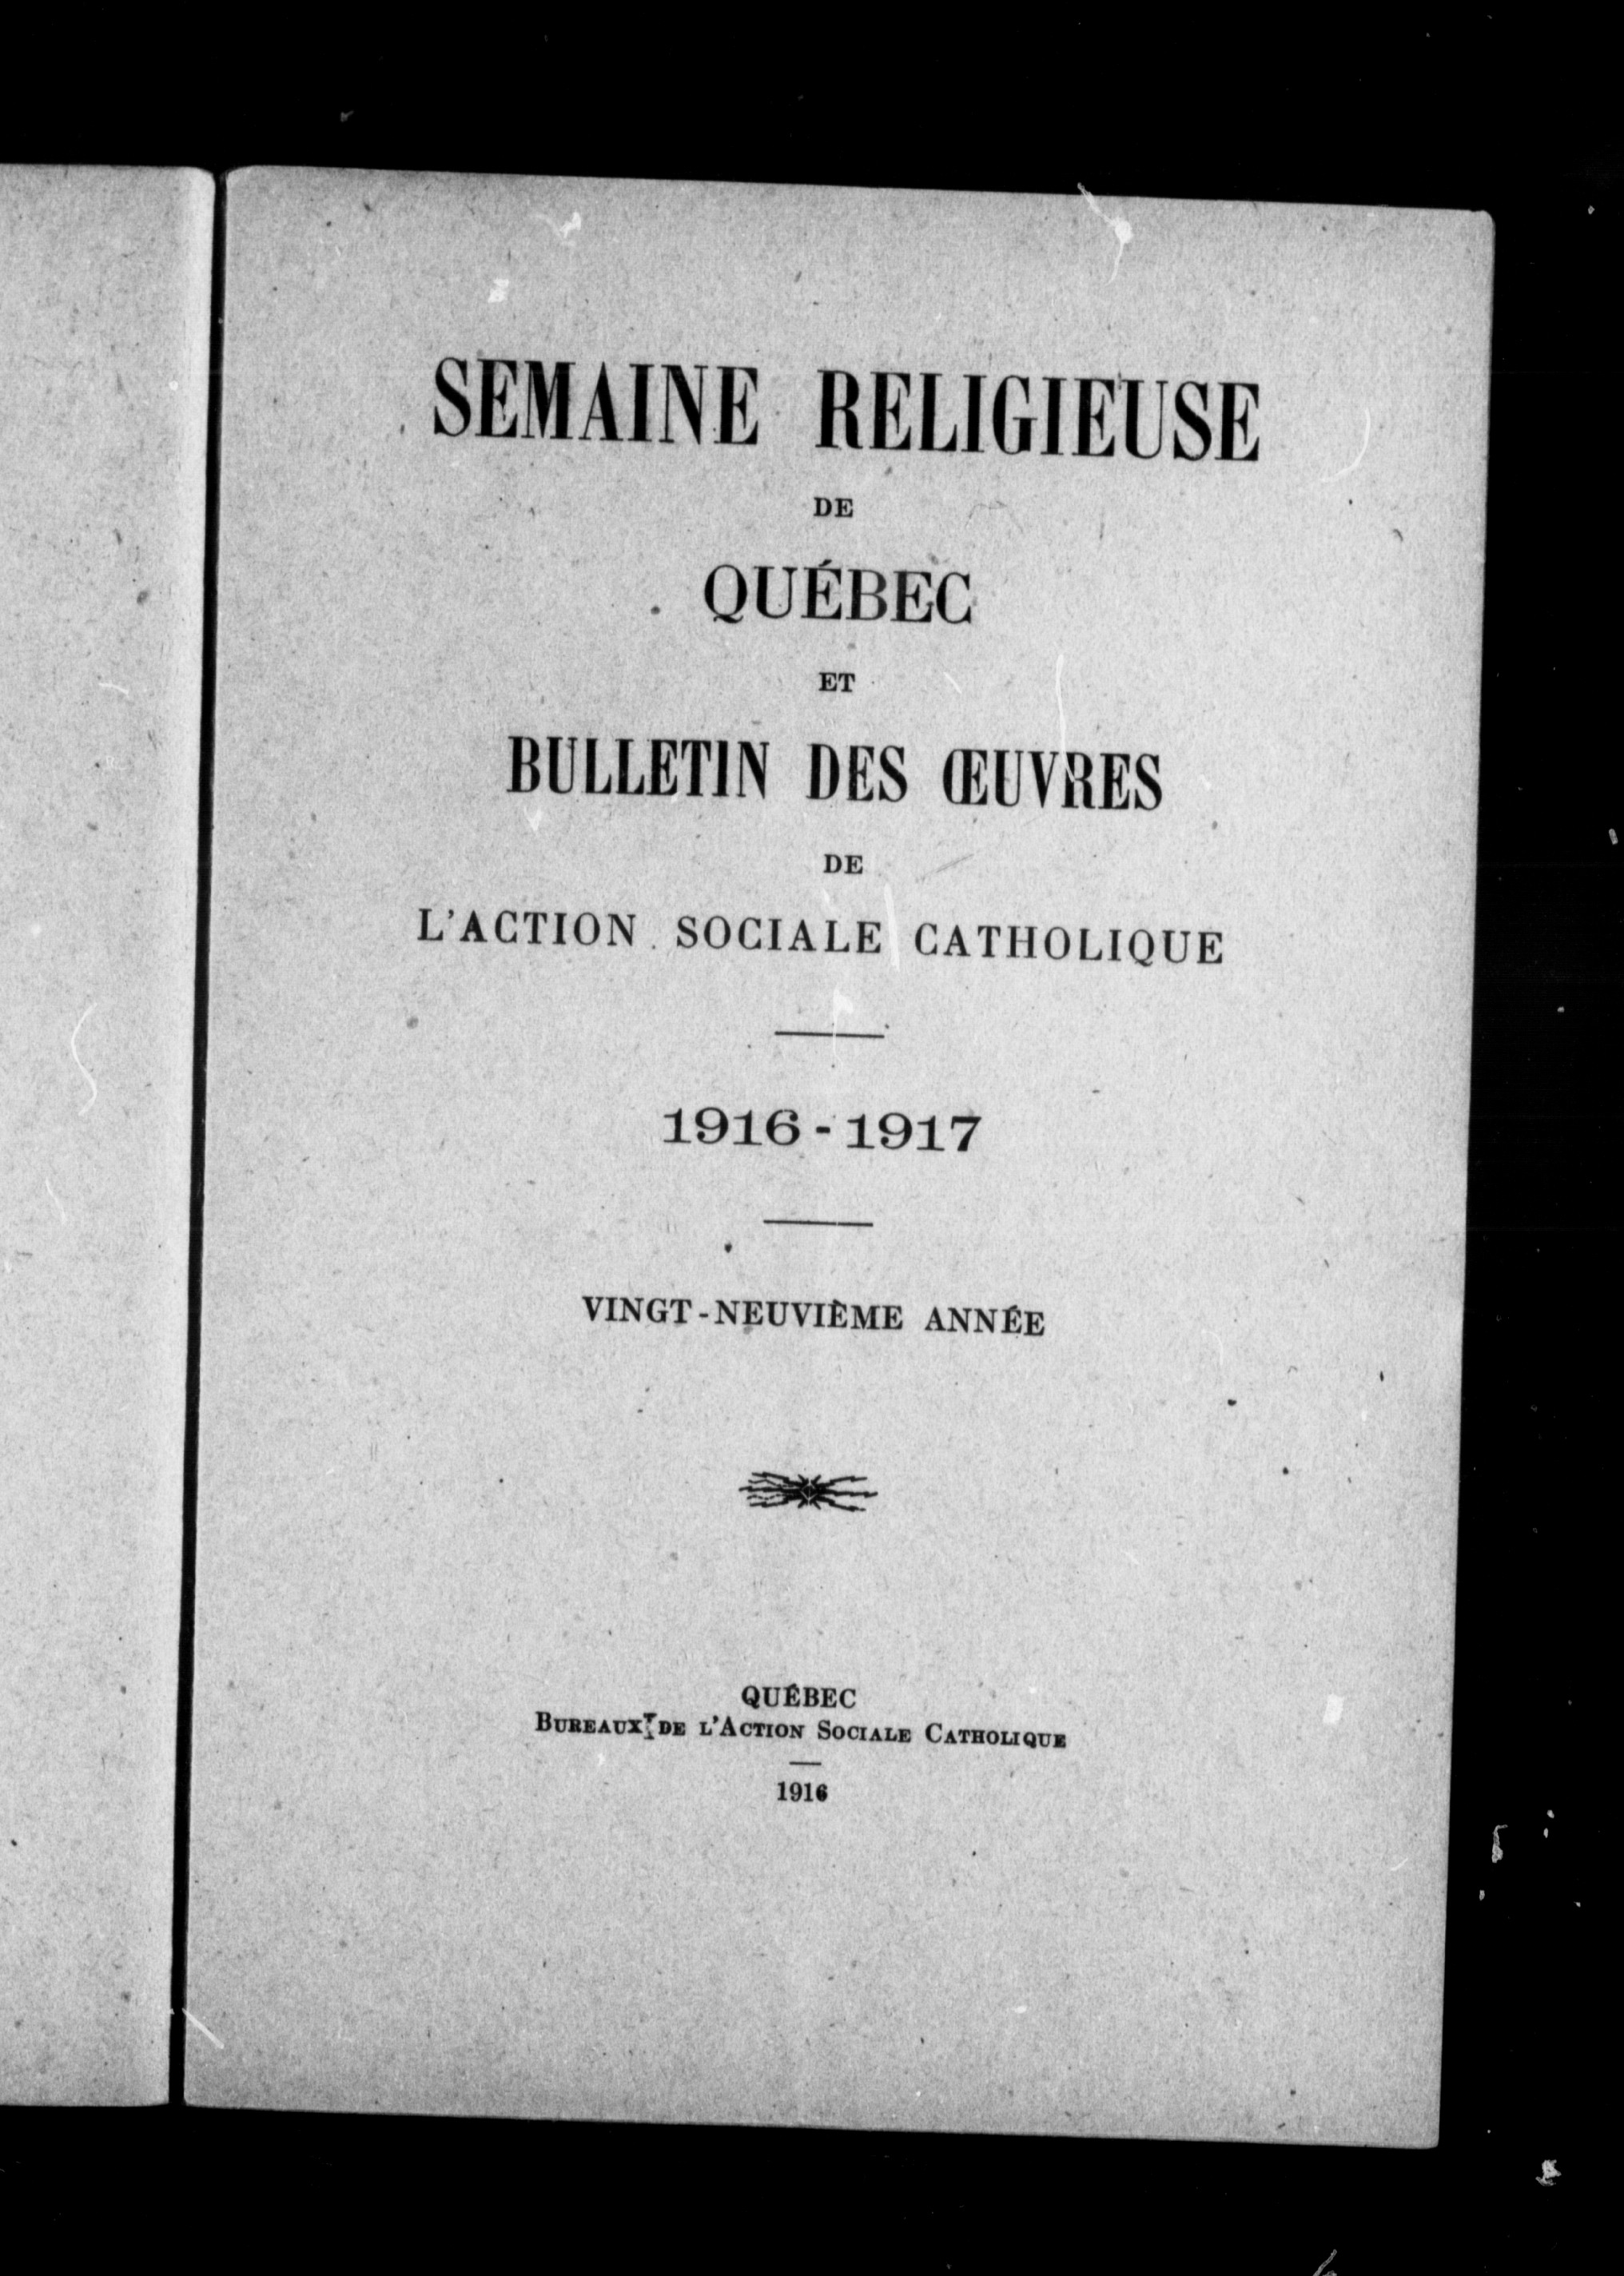 SEMAINE RELIGIEUSE
DE
QUÉBEC
ET
BULLETIN DES ŒUVRES
DE
L'ACTION SOCIALE CATHOLIQUE
1916-1917
VINGT-NEUVIÈME ANNÉE
QUÉBEC
BUREAUX DE L'ACTION SOCIALE CATHOLIQUE
1916